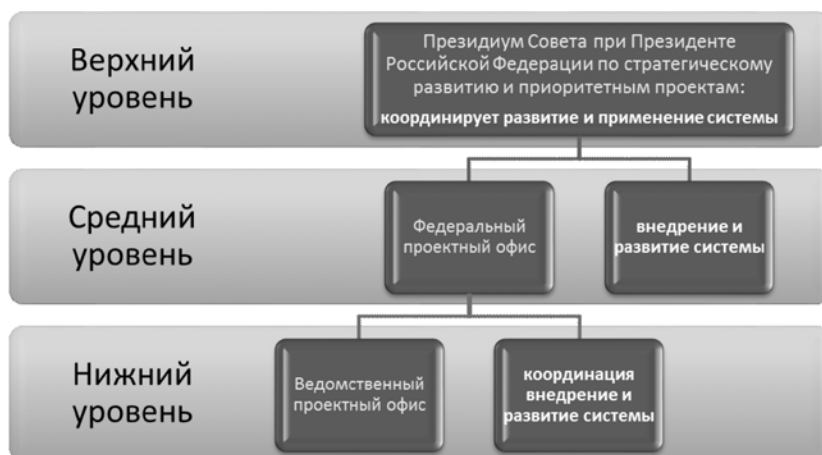 Верхний
уровень
Президиум Совета при Президенте
Российской Федерации по стратегическому
развитию и приоритетным проектам:
координирует развитие и применение системы
Средний
уровень
Федеральный
проектный офис
внедрение и
развитие системы
Нижний
уровень
Ведомственный
проектный офис
координация
внедрение и
развитие системы